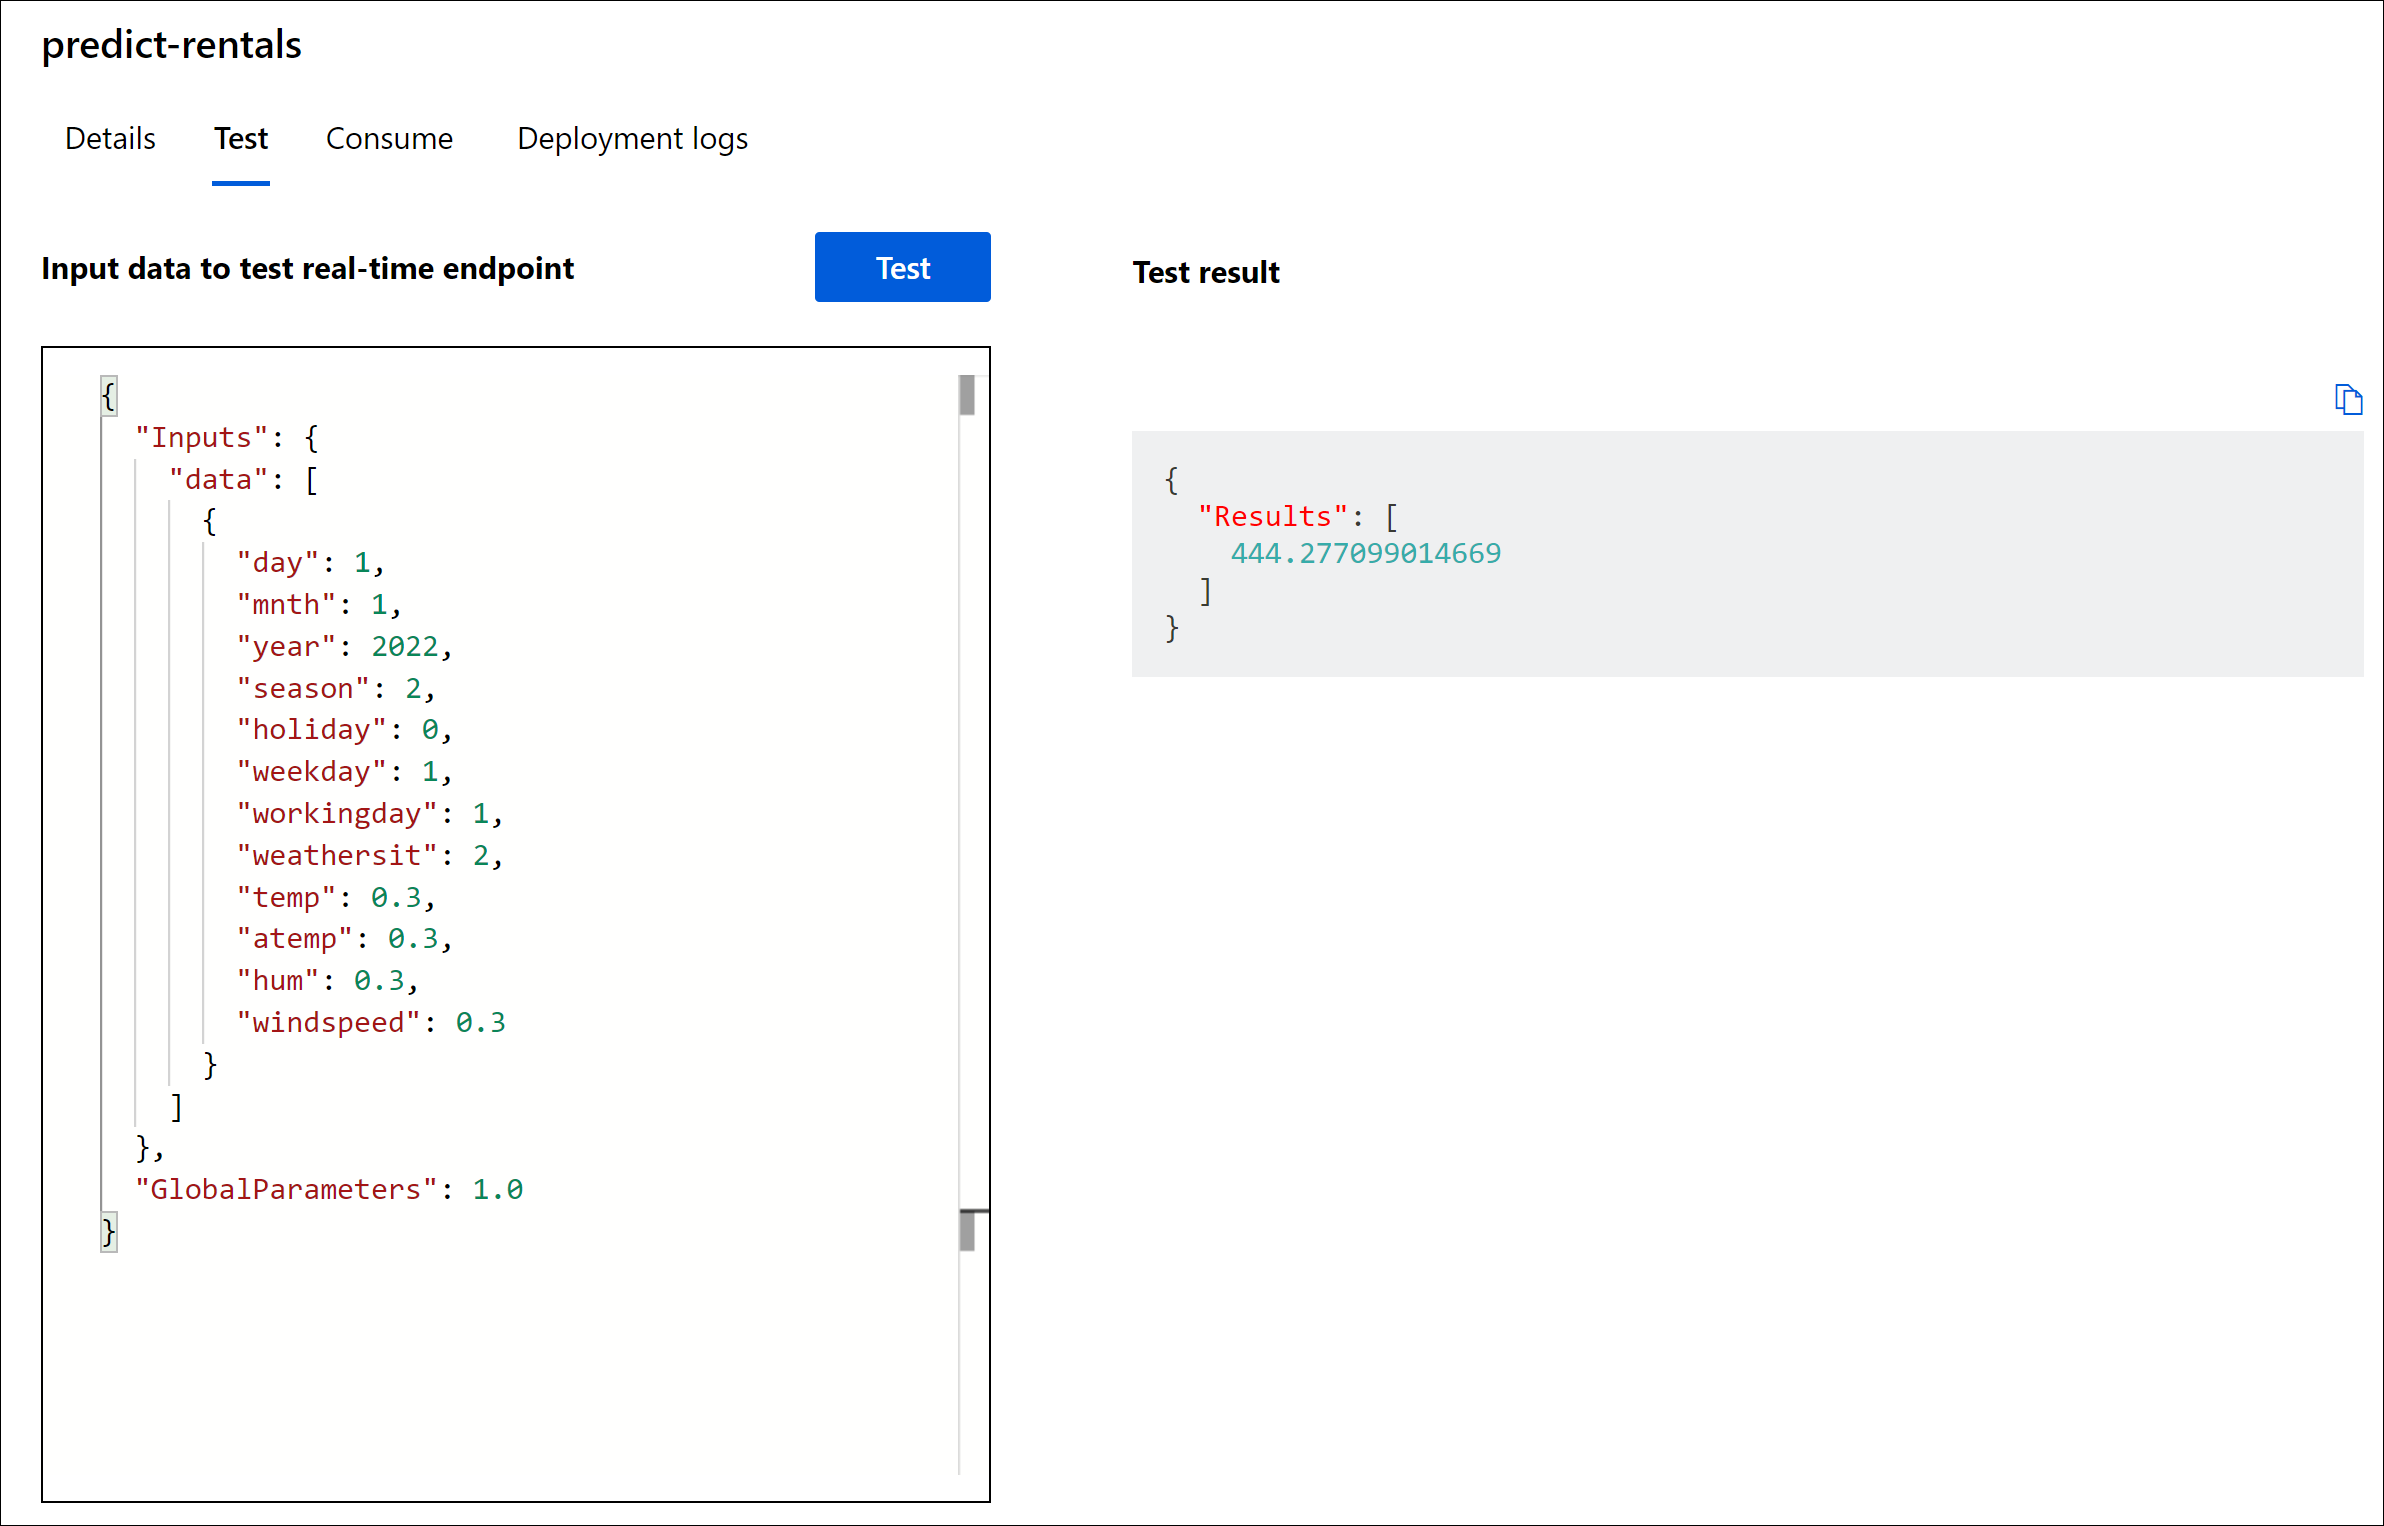 predict-rentals
Details Test Consume Deployment logs
Input data to test real-time endpoint
Test
Test result
{
"Inputs": {
"data": [
{
"day": 1,
"mnth": 1,
"year": 2022,
"season": 2,
"holiday": 0,
"weekday": 1,
"workingday": 1,
"weathersit": 2,
"temp": 0.3,
"atemp": 0.3,
"hum": 0.3,
"windspeed": 0.3
}
]
},
"GlobalParameters": 1.0
}
{
"Results": [
444.277099014669
]
}